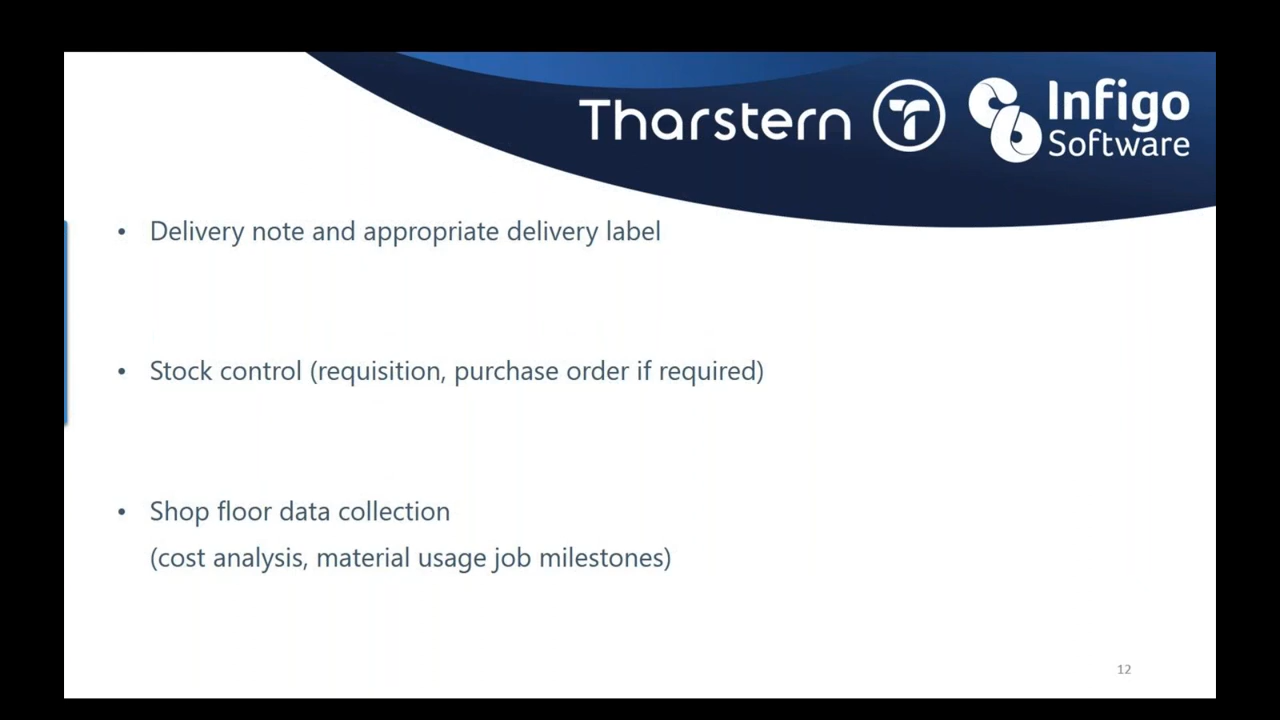 Tharstern
Infigo
Software
• Delivery note and appropriate delivery label
• Stock control (requisition, purchase order if required)
• Shop floor data collection
(cost analysis, material usage job milestones)
12